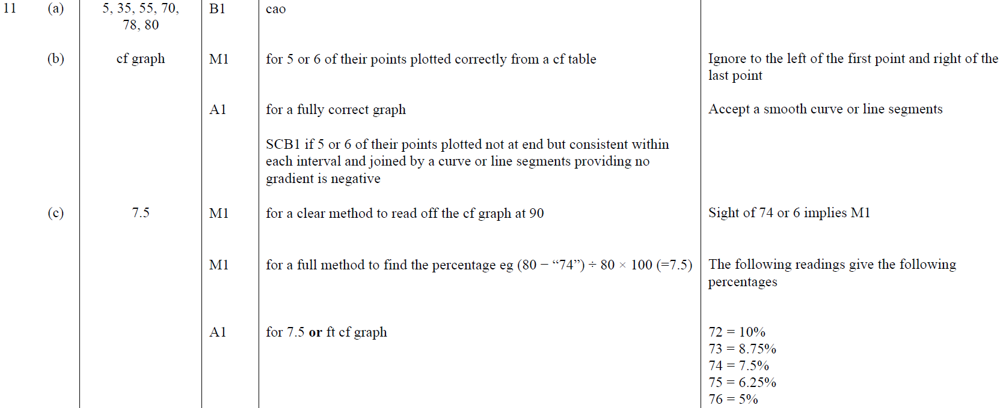 11 (a) 5, 35, 55, 70, B1 cao
78, 80
(b) cf graph M1 for 5 or 6 of their points plotted correctly from a cf table Ignore to the left of the first point and right of the
last point
A1 for a fully correct graph Accept a smooth curve or line segments
SCB1 if 5 or 6 of their points plotted not at end but consistent within
each interval and joined by a curve or line segments providing no
gradient is negative
(c) 7.5 M1 for a clear method to read off the cf graph at 90 Sight of 74 or 6 implies M1
M1 for a full method to find the percentage eg (80 − “74”) ÷ 80 × 100 (=7.5) The following readings give the following
percentages
A1 for 7.5 or ft cf graph 72 = 10%
73 = 8.75%
74 = 7.5%
75 = 6.25%
76 = 5%